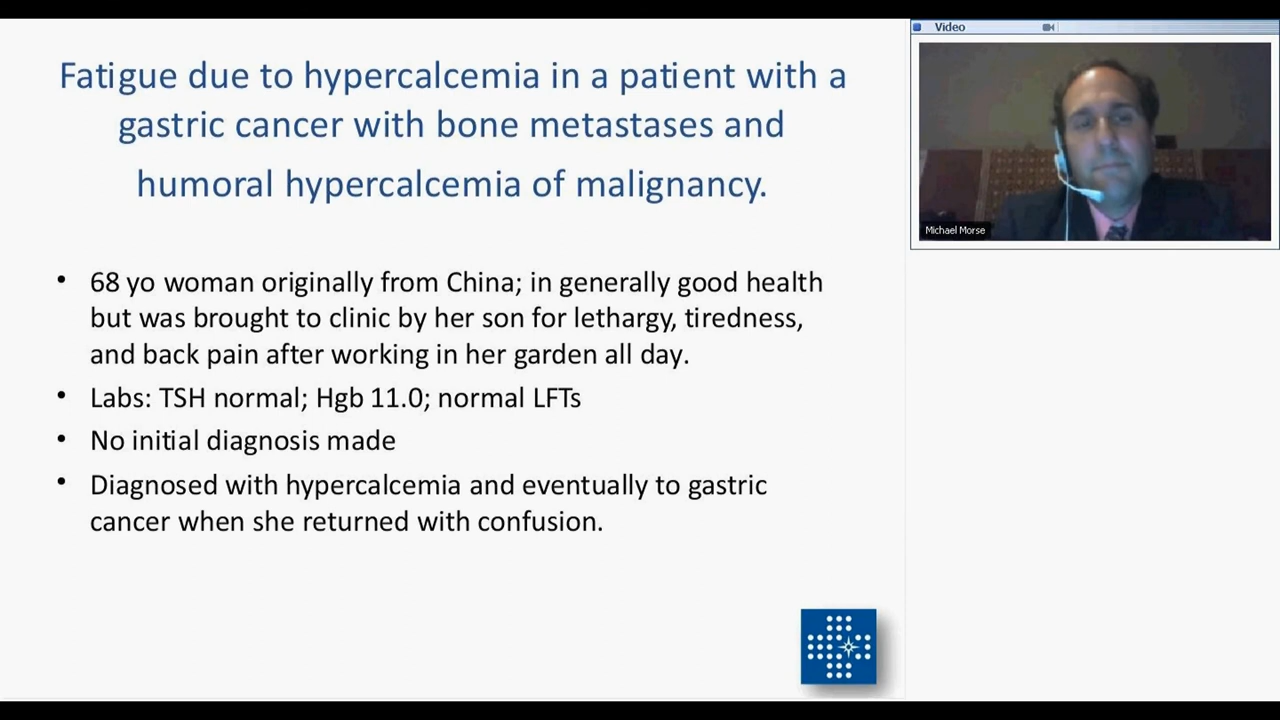 Fatigue due to hypercalcemia in a patient with a
gastric cancer with bone metastases and
humoral hypercalcemia of malignancy.
• 68 yo woman originally from China; in generally good health
but was brought to clinic by her son for lethargy, tiredness,
and back pain after working in her garden all day.
• Labs: TSH normal; Hgb 11.0; normal LFTs
• No initial diagnosis made
• Diagnosed with hypercalcemia and eventually to gastric
cancer when she returned with confusion.
Video
Michael Morse